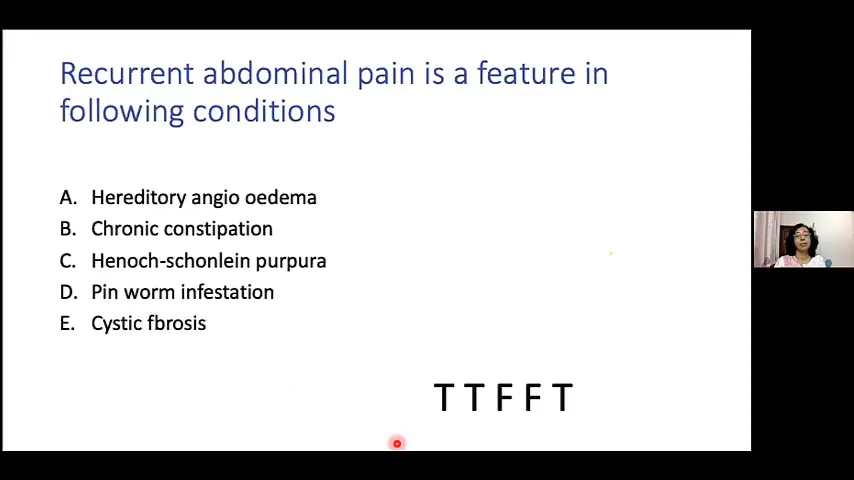 Recurrent abdominal pain is a feature in
following conditions
A. Hereditory angio oedema
B. Chronic constipation
C. Henoch-schonlein purpura
D. Pin worm infestation
E. Cystic fbrosis
T T F F T